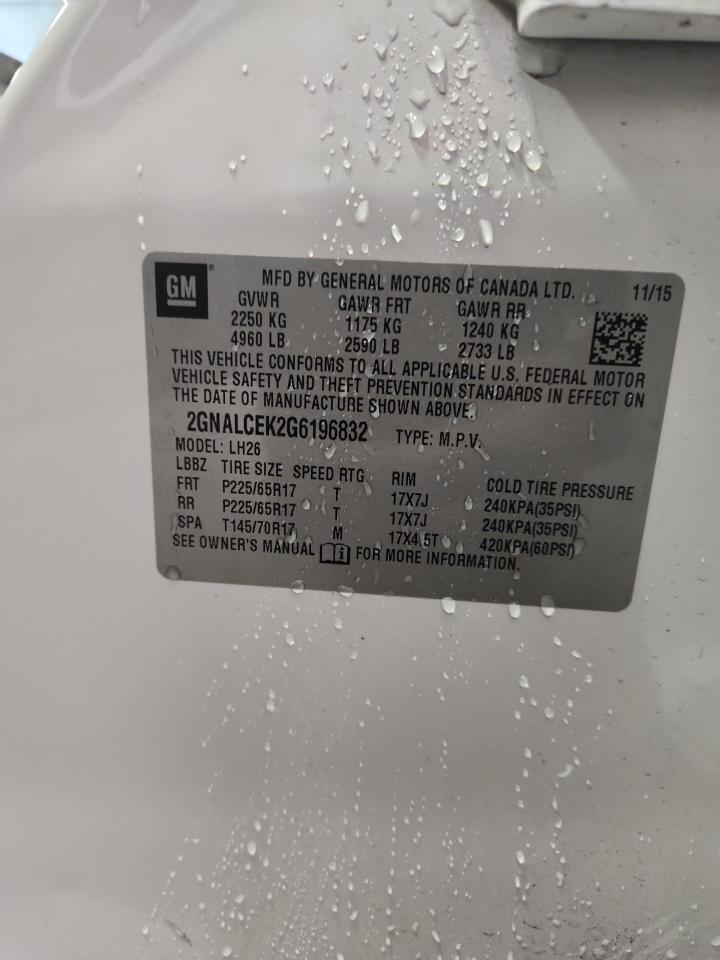 GM
MFD BY GENERAL MOTORS OF CANADA LTD. 11/15
GVWR GAWR FRT GAWR RR
2250 KG 1175 KG 1240 KG
4960 LB 2590 LB 2733 LB
THIS VEHICLE CONFORMS TO ALL APPLICABLE U.S. FEDERAL MOTOR
VEHICLE SAFETY AND THEFT PREVENTION STANDARDS IN EFFECT ON
THE DATE OF MANUFACTURE SHOWN ABOVE.
2GNALCEK2G6196832 TYPE: M.P.V.
MODEL: LH26
LBBZ TIRE SIZE SPEED RTG RIM COLD TIRE PRESSURE
FRT P225/65R17 T 17X7J 240KPA(35PSI)
RR P225/65R17 T 17X7J 240KPA(35PSI)
SPA T145/70R17 M 17X4.5T 420KPA(60PSI)
SEE OWNER'S MANUAL i FOR MORE INFORMATION.